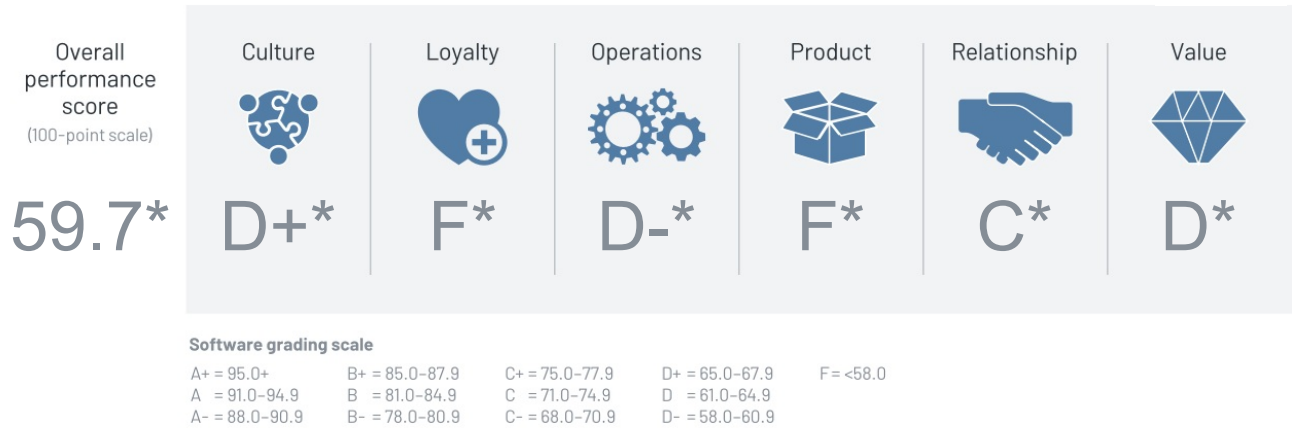 Overall
performance
score
(100-point scale)
59.7*
Culture
D+*
Loyalty
F*
Operations
D-*
Product
F*
Relationship
C*
Value
D*
Software grading scale
A+ = 95.0+
A = 91.0–94.9
A- = 88.0–90.9
B+ = 85.0–87.9
B = 81.0–84.9
B- = 78.0–80.9
C+ = 75.0–77.9
C = 71.0–74.9
C- = 68.0–70.9
D+ = 65.0–67.9
D = 61.0–64.9
D- = 58.0–60.9
F = <58.0